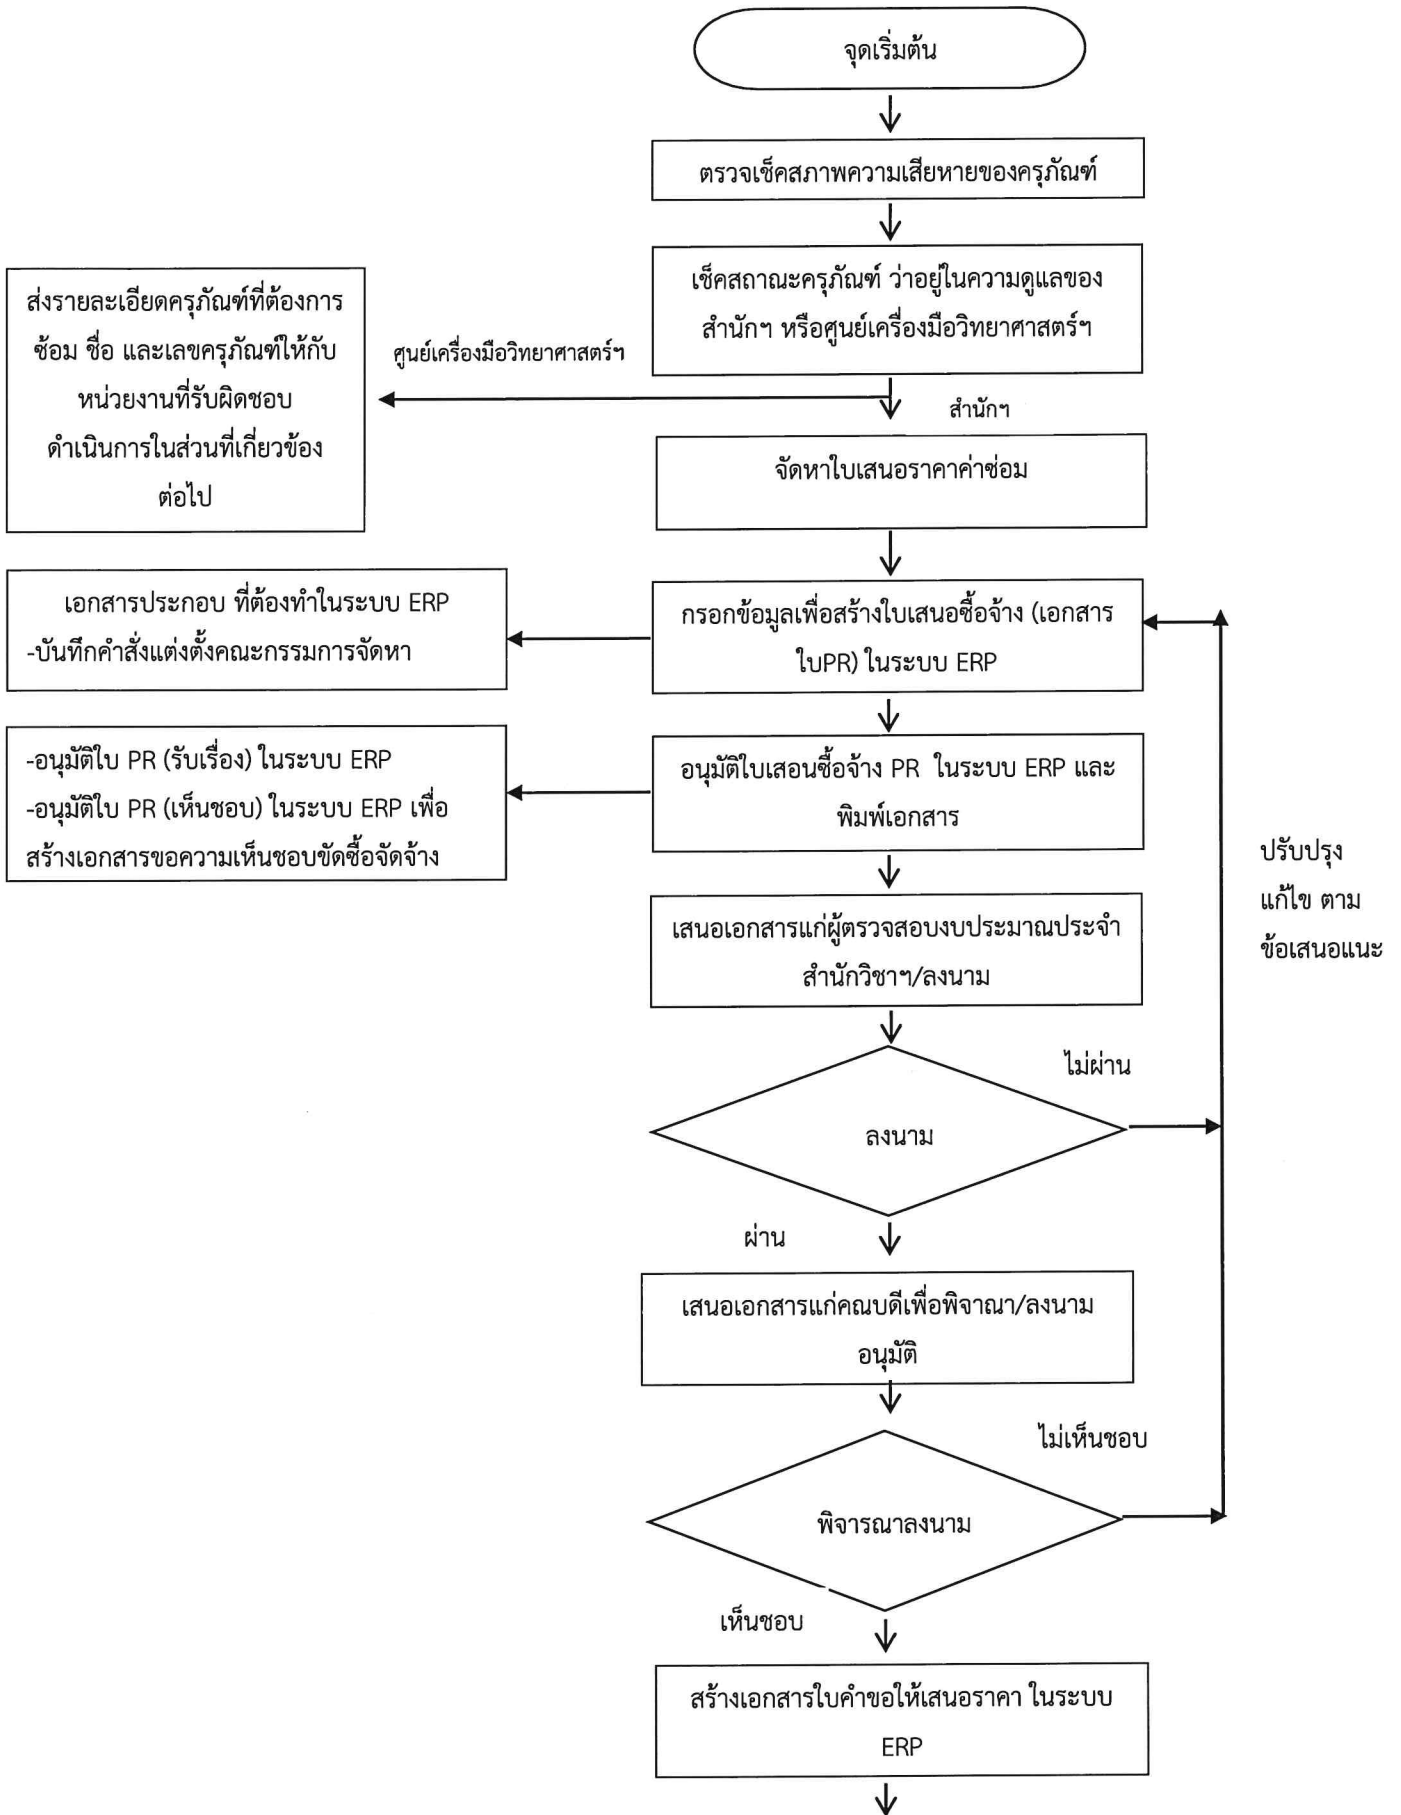 จุดเริ่มต้น
ตรวจเช็คสภาพความเสียหายของครุภัณฑ์
เช็คสถาณะครุภัณฑ์ ว่าอยู่ในความดูแลของ
สำนักฯ หรือศูนย์เครื่องมือวิทยาศาสตร์ฯ
ส่งรายละเอียดครุภัณฑ์ที่ต้องการ
ซ้อม ชื่อ และเลขครุภัณฑ์ให้กับ
หน่วยงานที่รับผิดชอบ
ดำเนินการในส่วนที่เกี่ยวข้อง
ต่อไป
ศูนย์เครื่องมือวิทยาศาสตร์ฯ
สำนักฯ
จัดหาใบเสนอราคาค่าซ่อม
เอกสารประกอบ ที่ต้องทำในระบบ ERP
-บันทึกคำสั่งแต่งตั้งคณะกรรมการจัดหา
กรอกข้อมูลเพื่อสร้างใบเสนอซื้อจ้าง (เอกสาร
ใบPR) ในระบบ ERP
-อนุมัติใบ PR (รับเรื่อง) ในระบบ ERP
-อนุมัติใบ PR (เห็นชอบ) ในระบบ ERP เพื่อ
สร้างเอกสารขอความเห็นชอบขัดซื้อจัดจ้าง
อนุมัติใบเสอนซื้อจ้าง PR ในระบบ ERP และ
พิมพ์เอกสาร
ปรับปรุง
แก้ไข ตาม
ข้อเสนอแนะ
เสนอเอกสารแก่ผู้ตรวจสอบงบประมาณประจำ
สำนักวิชาฯ/ลงนาม
ไม่ผ่าน
ลงนาม
ผ่าน
เสนอเอกสารแก่คณบดีเพื่อพิจาณา/ลงนาม
อนุมัติ
ไม่เห็นชอบ
พิจารณาลงนาม
เห็นชอบ
สร้างเอกสารใบคำขอให้เสนอราคา ในระบบ
ERP